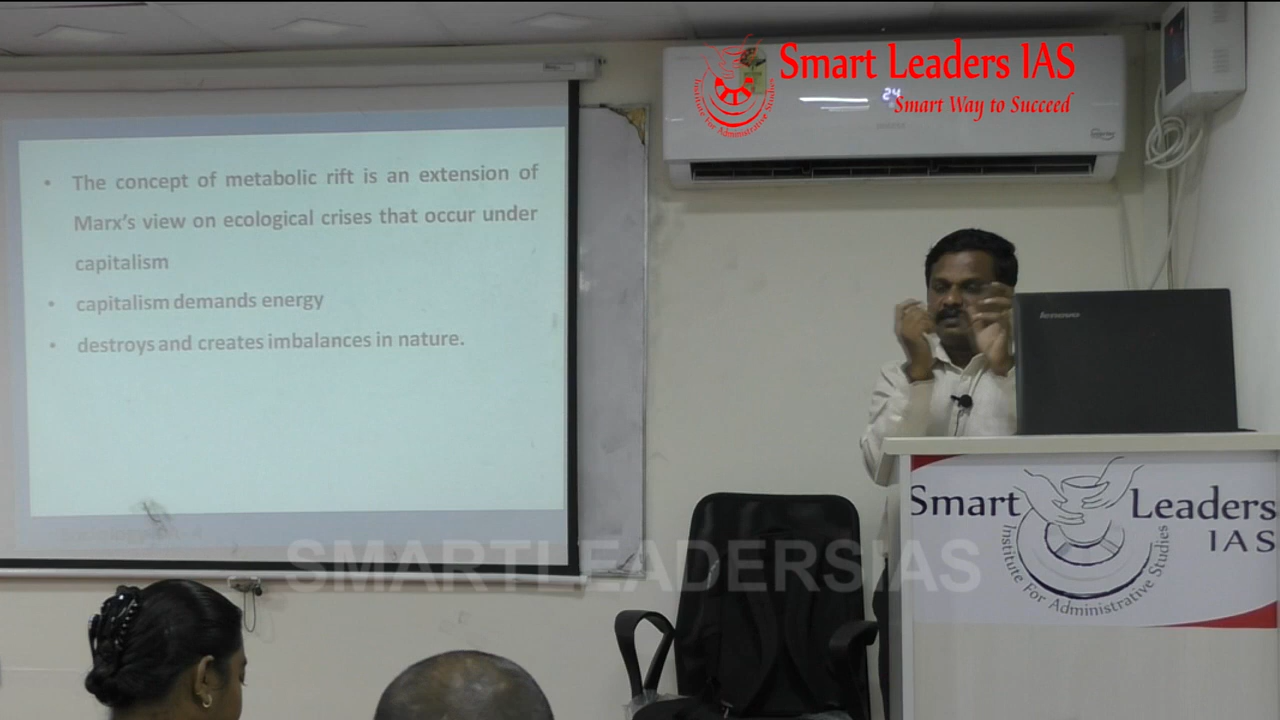 Smart Leaders IAS
Smart Way to Succeed
Institute For Administrative Studies
24
• The concept of metabolic rift is an extension of
Marx's view on ecological crises that occur under
capitalism
• capitalism demands energy
• destroys and creates imbalances in nature.
lenovo
Smart Leaders
IAS
Institute For Administrative Studies
SMARTLEADERSIAS